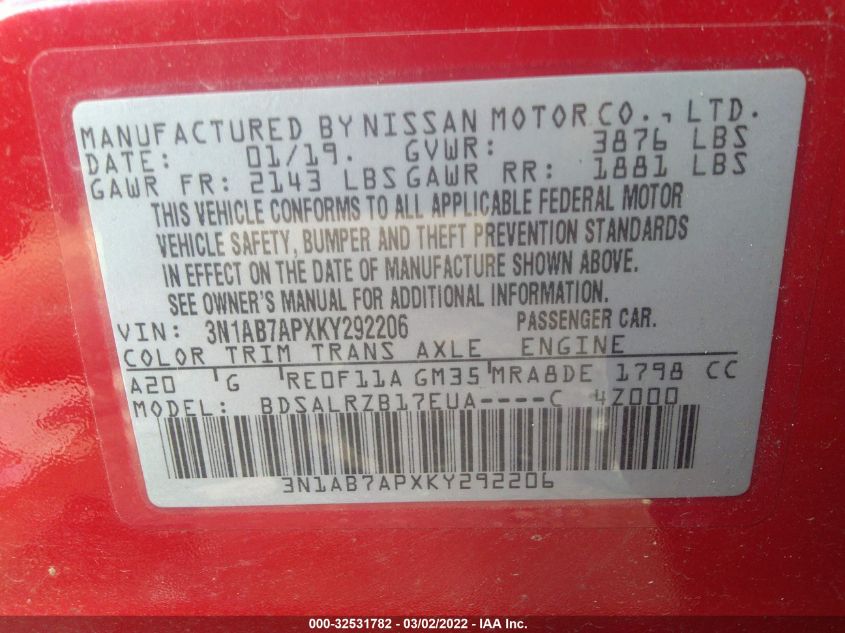 MANUFACTURED BY NISSAN MOTOR CO., LTD.
DATE: 01/19. GVWR: 3876 LBS
GAWR FR: 2143 LBS GAWR RR: 1881 LBS
THIS VEHICLE CONFORMS TO ALL APPLICABLE FEDERAL MOTOR
VEHICLE SAFETY, BUMPER AND THEFT PREVENTION STANDARDS
IN EFFECT ON THE DATE OF MANUFACTURE SHOWN ABOVE.
SEE OWNER'S MANUAL FOR ADDITIONAL INFORMATION.
VIN: 3N1AB7APXKY292206 PASSENGER CAR.
COLOR TRIM TRANS AXLE ENGINE
A20 G RE0F11A GM35 MRA8DE 1798 CC
MODEL: BDSALRZB17EUA----C 4Z000
3N1AB7APXKY292206
000-32531782 - 03/02/2022 - IAA Inc.